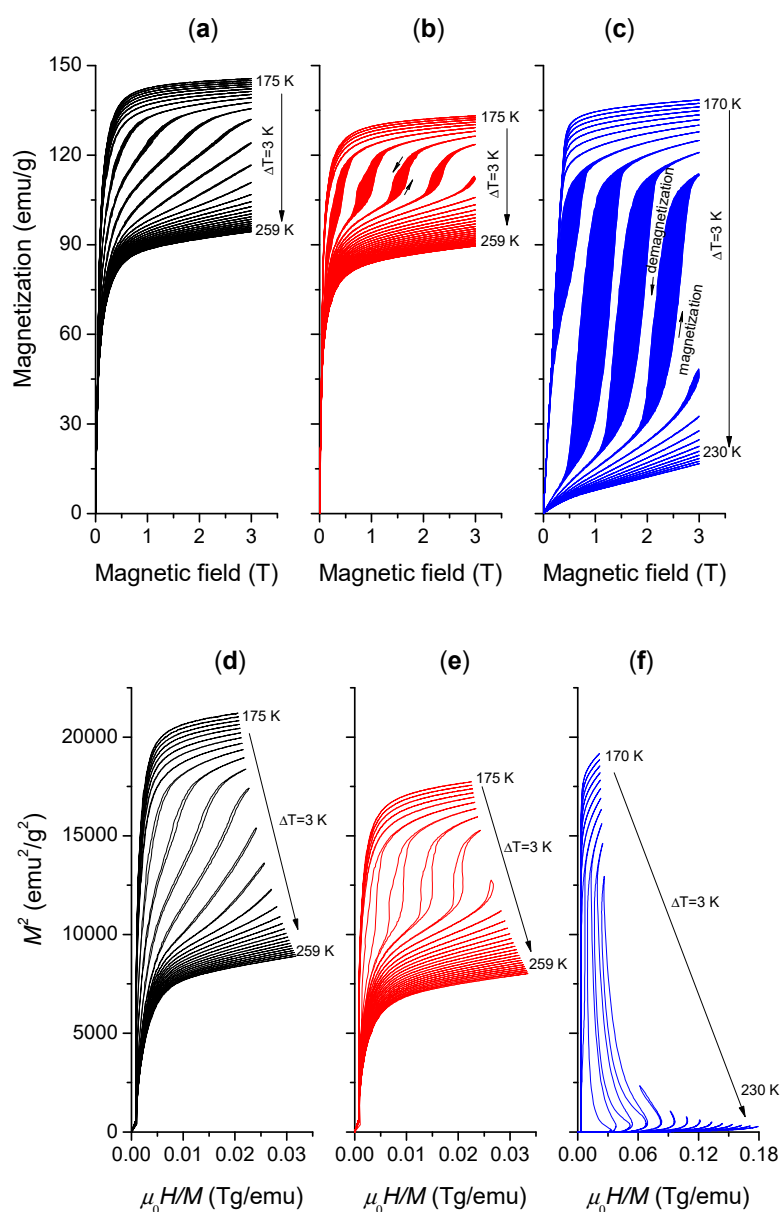 (a) (b) (c)
150
120
90
60
30
0
Magnetization (emu/g)
175 K
ΔT=3 K
259 K
175 K
ΔT=3 K
259 K
170 K
ΔT=3 K
demagnetization
magnetization
230 K
0 1 2 3 0 1 2 3 0 1 2 3
Magnetic field (T) Magnetic field (T) Magnetic field (T)
(d) (e) (f)
20000
15000
10000
5000
0
M² (emu²/g²)
175 K
ΔT=3 K
259 K
175 K
ΔT=3 K
259 K
170 K
ΔT=3 K
230 K
0.00 0.01 0.02 0.03 0.00 0.01 0.02 0.03 0.00 0.06 0.12 0.18
μ₀H/M (Tg/emu) μ₀H/M (Tg/emu) μ₀H/M (Tg/emu)